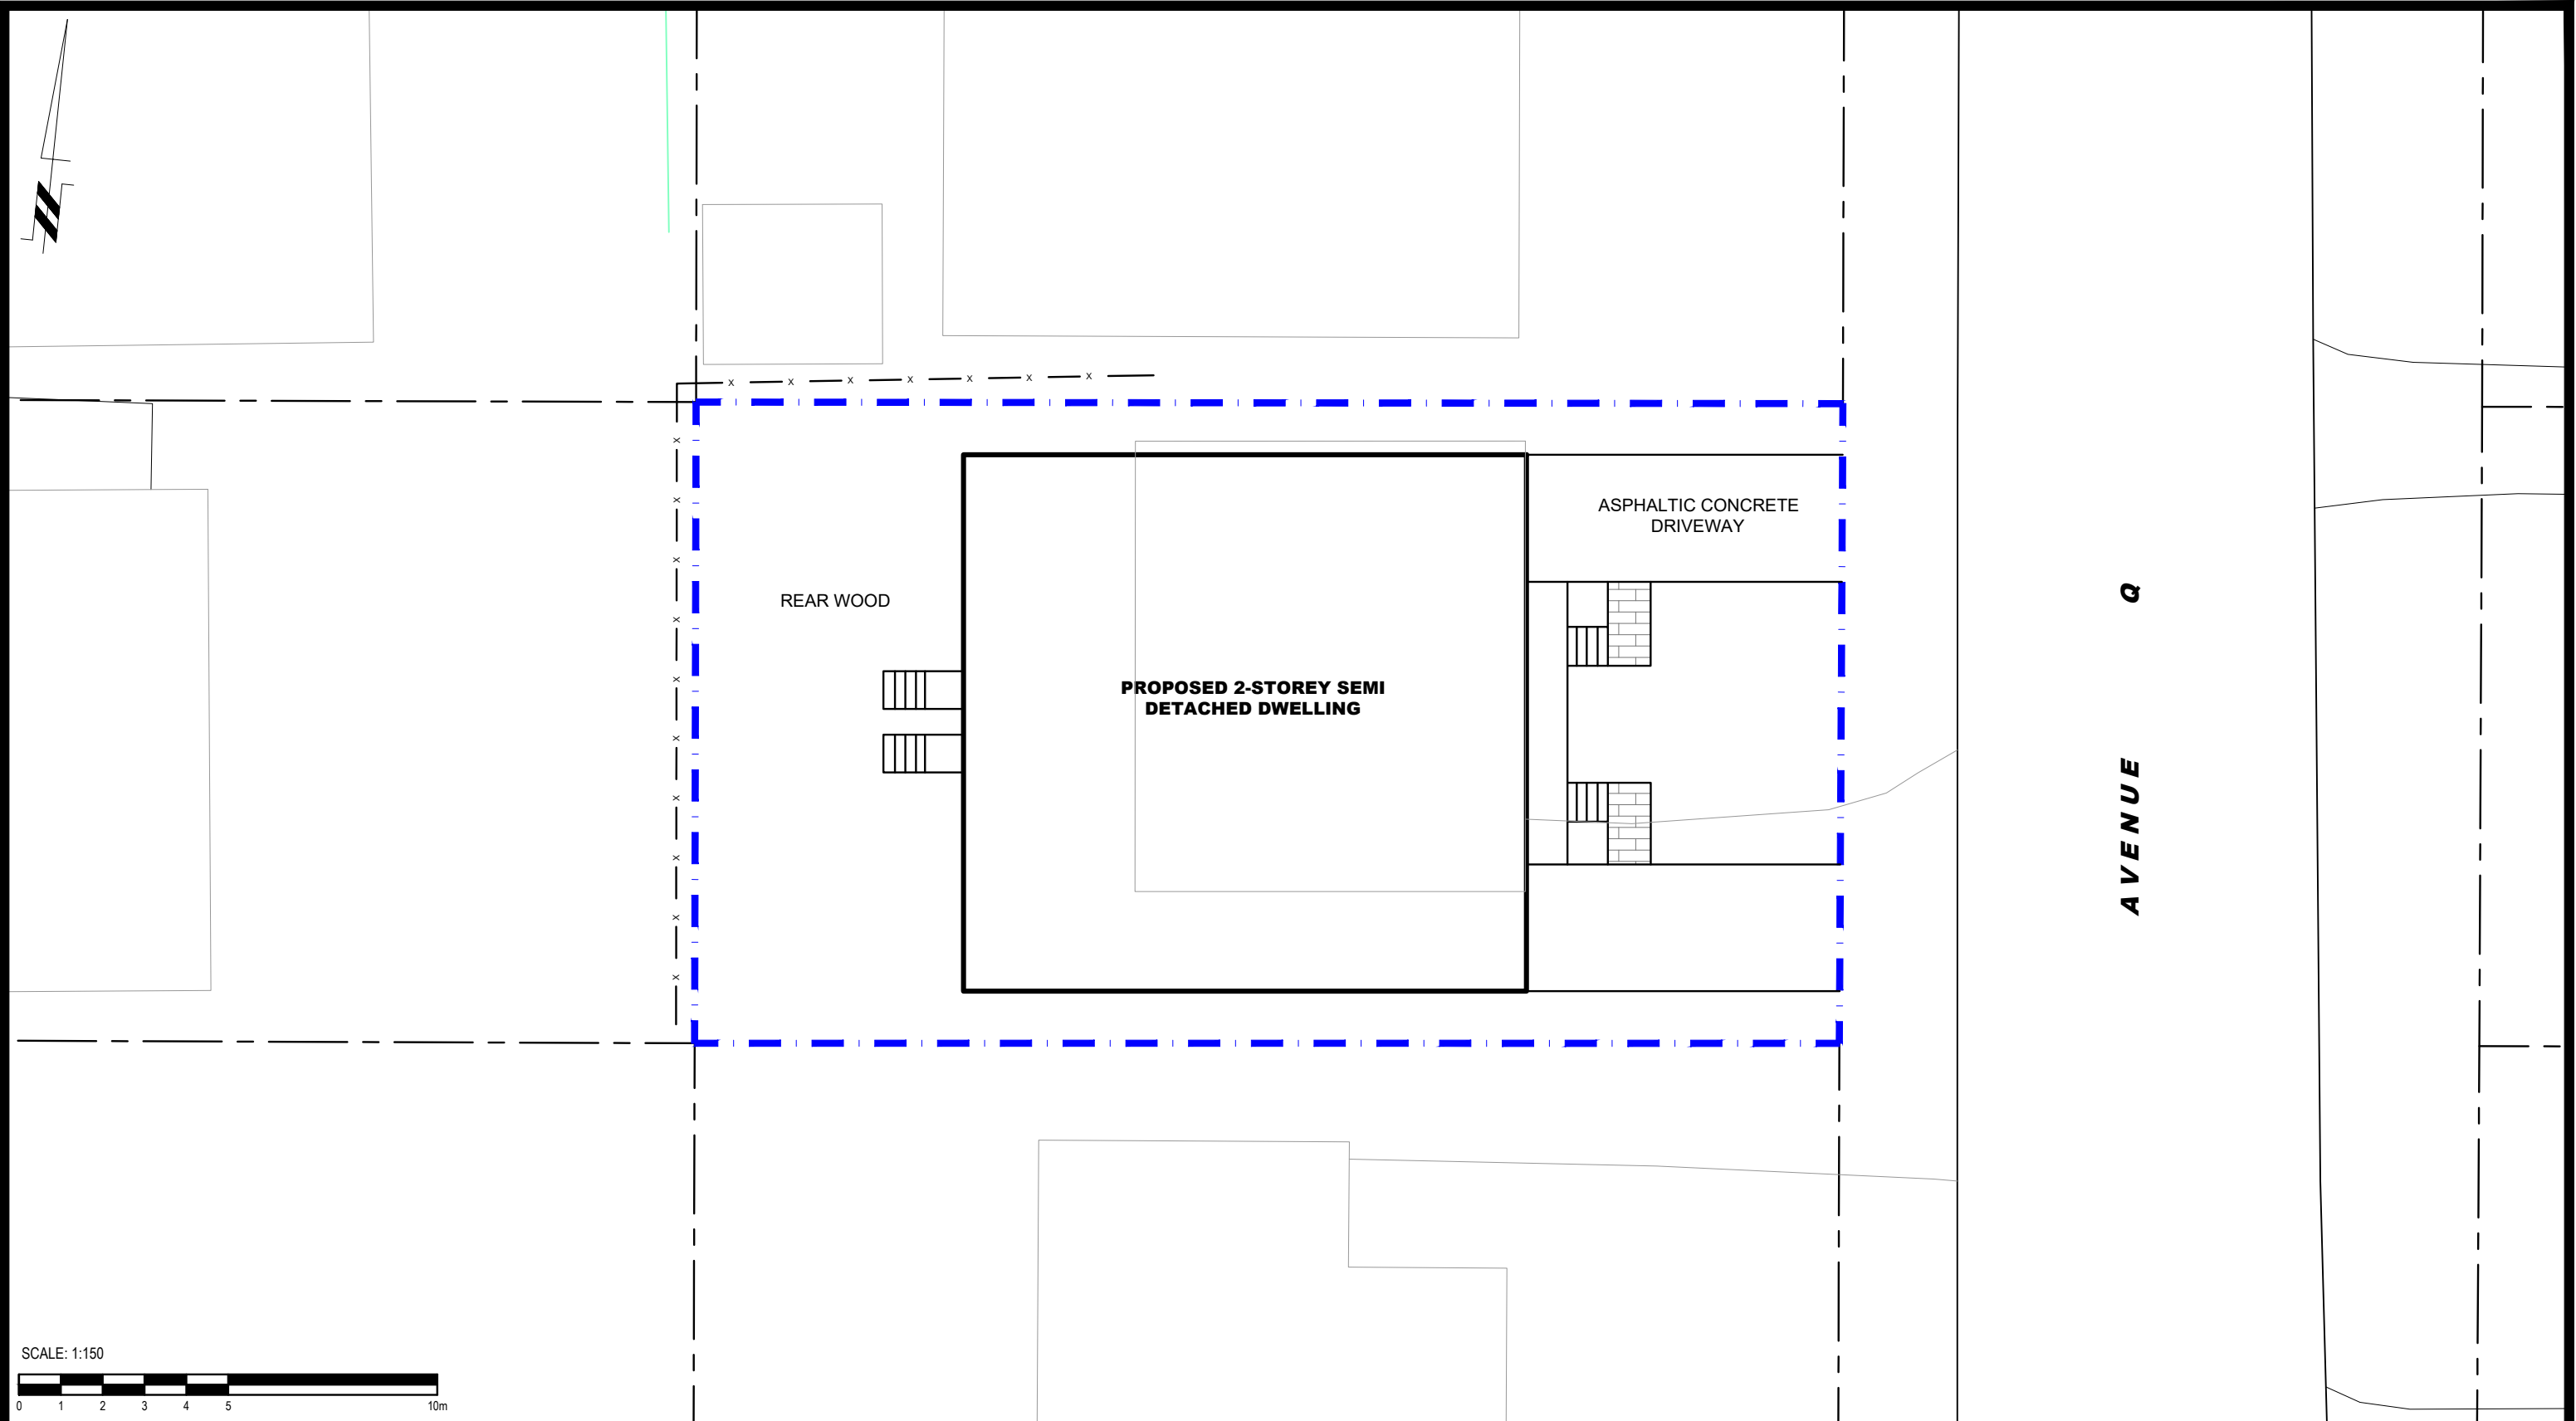 ASPHALTIC CONCRETE
DRIVEWAY
REAR WOOD
PROPOSED 2-STOREY SEMI
DETACHED DWELLING
AVENUE Q
N
x x x x x x x
x x x x x x x x x x
SCALE: 1:150
0 1 2 3 4 5 10m